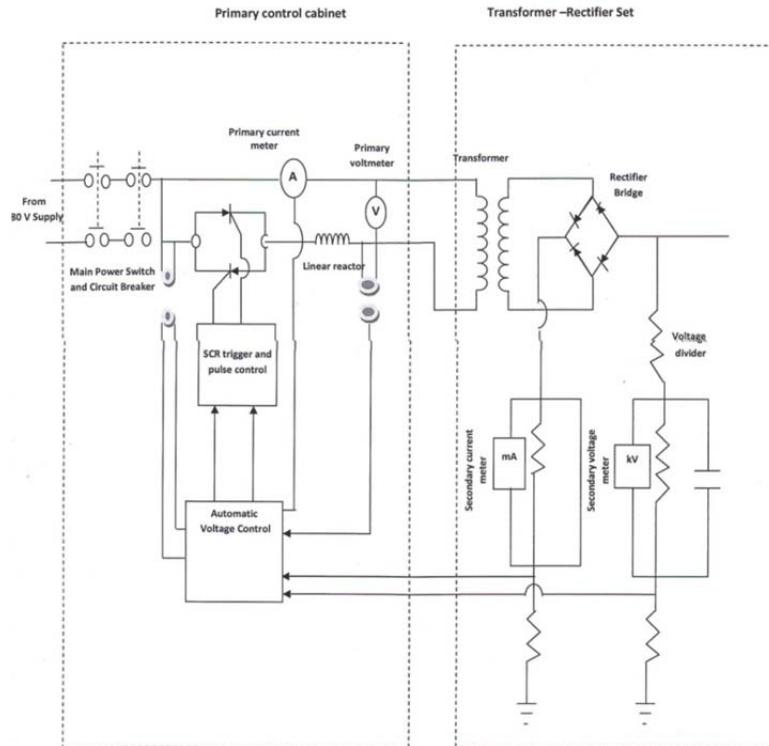 Primary control cabinet
Transformer –Rectifier Set
Primary current
meter
A
Primary
voltmeter
V
Transformer
Rectifier
Bridge
From
80 V Supply
Main Power Switch
and Circuit Breaker
Linear reactor
SCR trigger and
pulse control
Voltage
divider
Secondary current
meter
mA
Secondary voltage
meter
kV
Automatic
Voltage Control